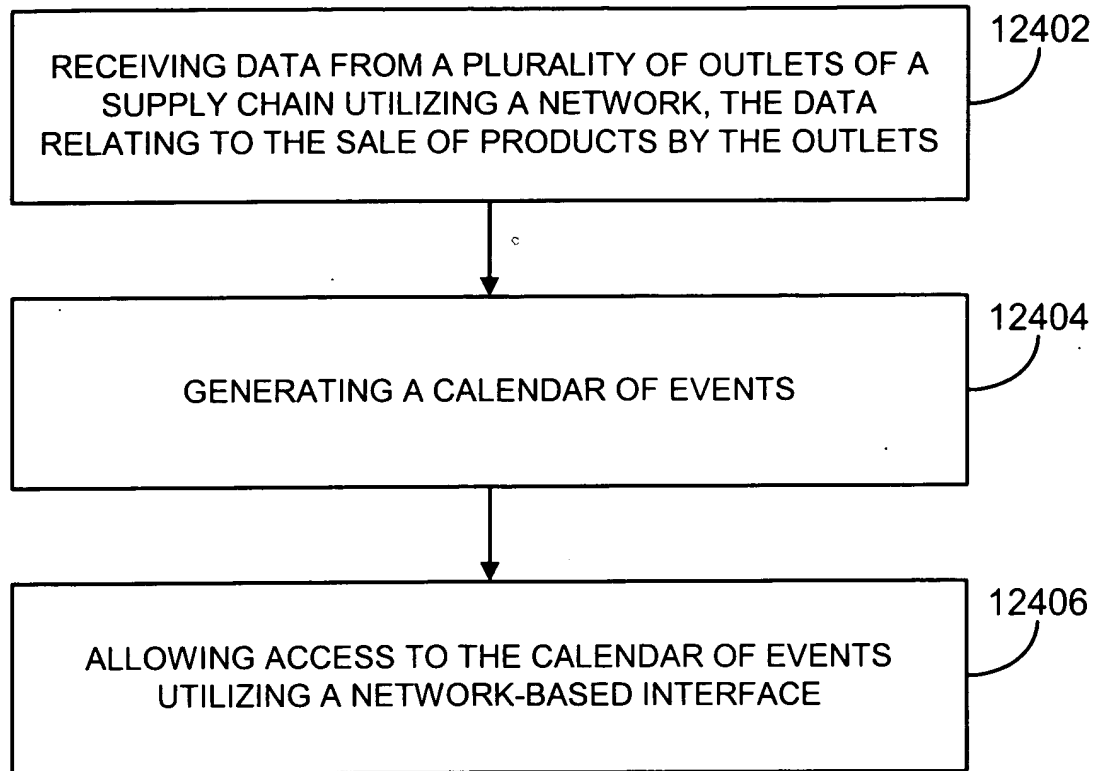 12402
RECEIVING DATA FROM A PLURALITY OF OUTLETS OF A
SUPPLY CHAIN UTILIZING A NETWORK, THE DATA
RELATING TO THE SALE OF PRODUCTS BY THE OUTLETS
12404
GENERATING A CALENDAR OF EVENTS
12406
ALLOWING ACCESS TO THE CALENDAR OF EVENTS
UTILIZING A NETWORK-BASED INTERFACE